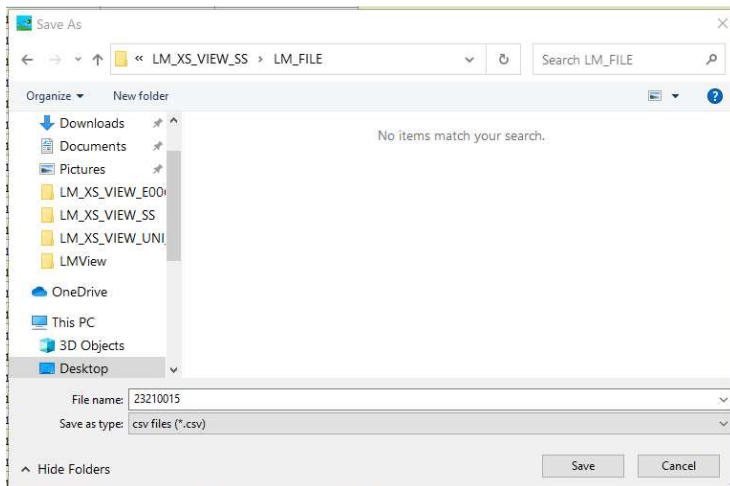 Save As
« LM_XS_VIEW_SS > LM_FILE
Search LM_FILE
Organize
New folder
No items match your search.
Downloads
Documents
Pictures
LM_XS_VIEW_E00
LM_XS_VIEW_SS
LM_XS_VIEW_UNI_
LMView
OneDrive
This PC
3D Objects
Desktop
File name: 23210015
Save as type: csv files (*.csv)
Hide Folders
Save
Cancel